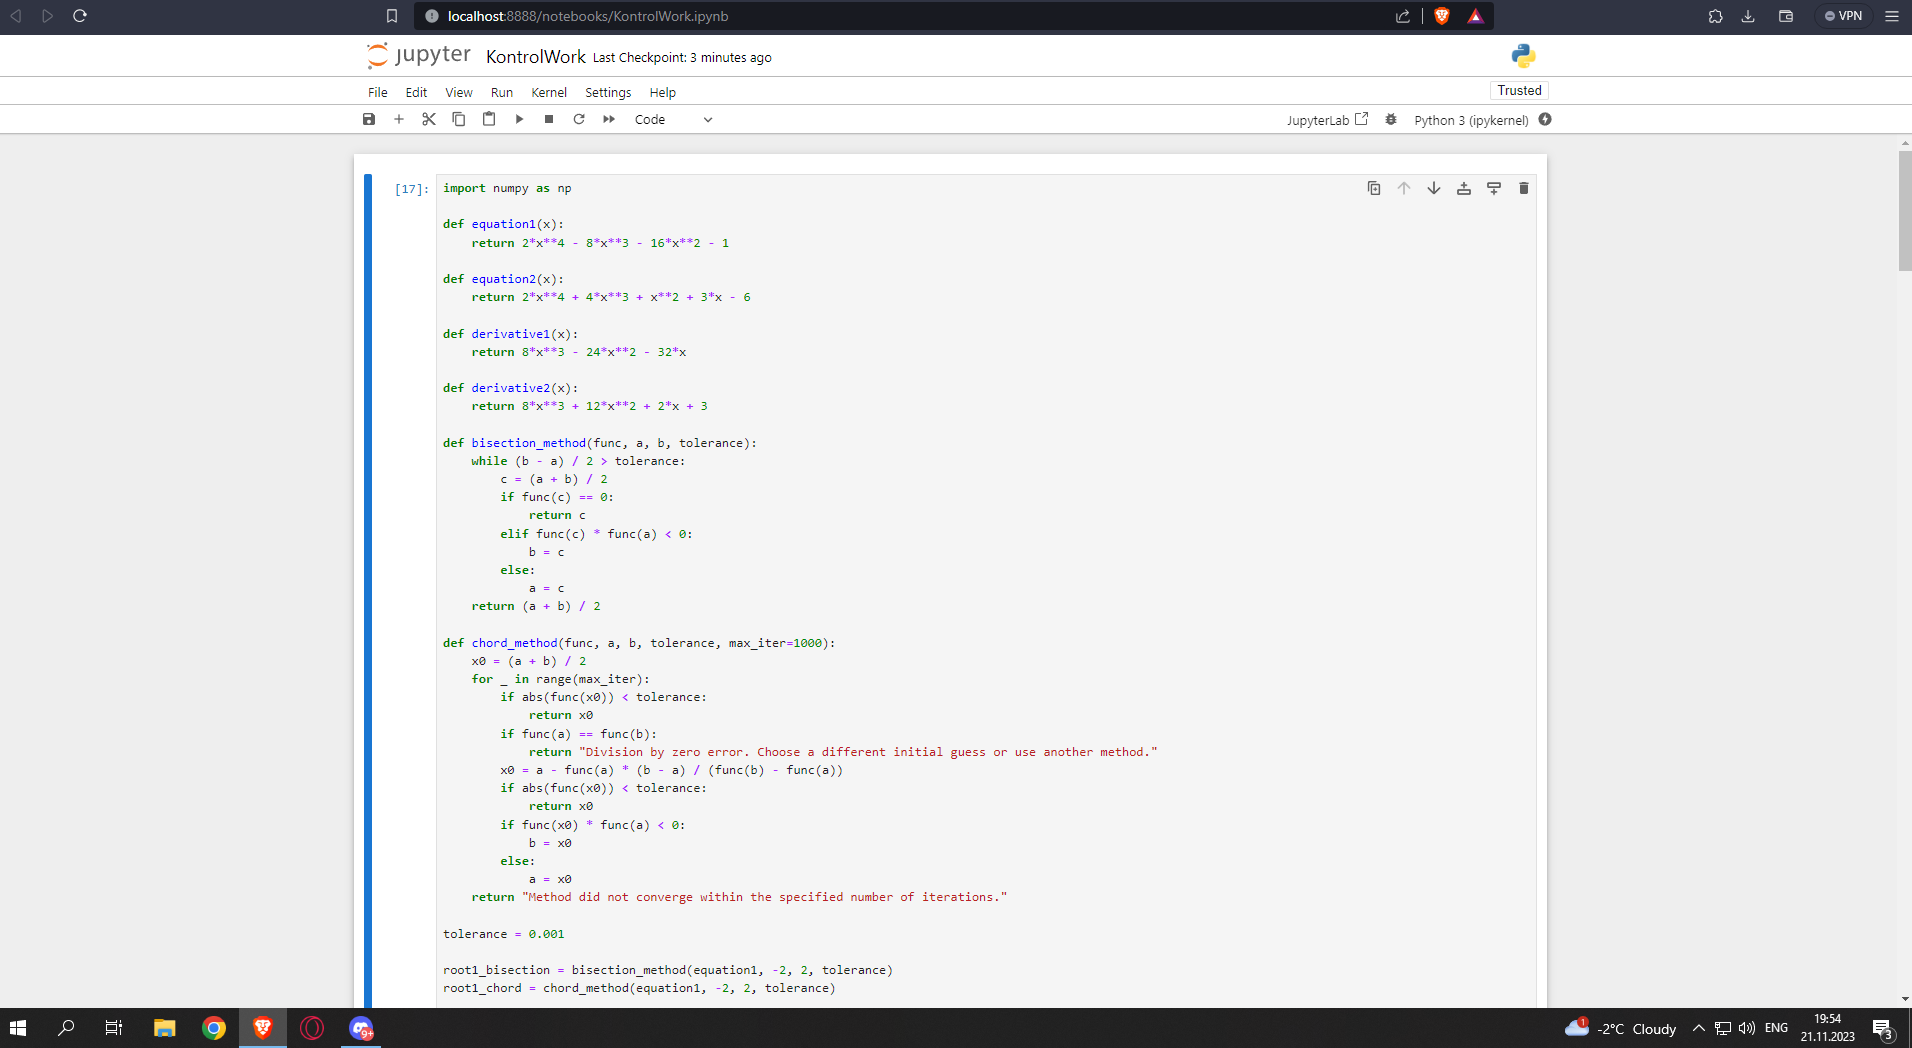 localhost:8888/notebooks/KontrolWork.ipynb
VPN
jupyter KontrolWork Last Checkpoint: 3 minutes ago
File Edit View Run Kernel Settings Help
Trusted
Code
JupyterLab
Python 3 (ipykernel)
[17]:
import numpy as np

def equation1(x):
    return 2*x**4 - 8*x**3 - 16*x**2 - 1

def equation2(x):
    return 2*x**4 + 4*x**3 + x**2 + 3*x - 6

def derivative1(x):
    return 8*x**3 - 24*x**2 - 32*x

def derivative2(x):
    return 8*x**3 + 12*x**2 + 2*x + 3

def bisection_method(func, a, b, tolerance):
    while (b - a) / 2 > tolerance:
        c = (a + b) / 2
        if func(c) == 0:
            return c
        elif func(c) * func(a) < 0:
            b = c
        else:
            a = c
    return (a + b) / 2

def chord_method(func, a, b, tolerance, max_iter=1000):
    x0 = (a + b) / 2
    for _ in range(max_iter):
        if abs(func(x0)) < tolerance:
            return x0
        if func(a) == func(b):
            return "Division by zero error. Choose a different initial guess or use another method."
        x0 = a - func(a) * (b - a) / (func(b) - func(a))
        if abs(func(x0)) < tolerance:
            return x0
        if func(x0) * func(a) < 0:
            b = x0
        else:
            a = x0
    return "Method did not converge within the specified number of iterations."

tolerance = 0.001

root1_bisection = bisection_method(equation1, -2, 2, tolerance)
root1_chord = chord_method(equation1, -2, 2, tolerance)
9+
1
-2°C Cloudy
ENG
19:54
21.11.2023
3